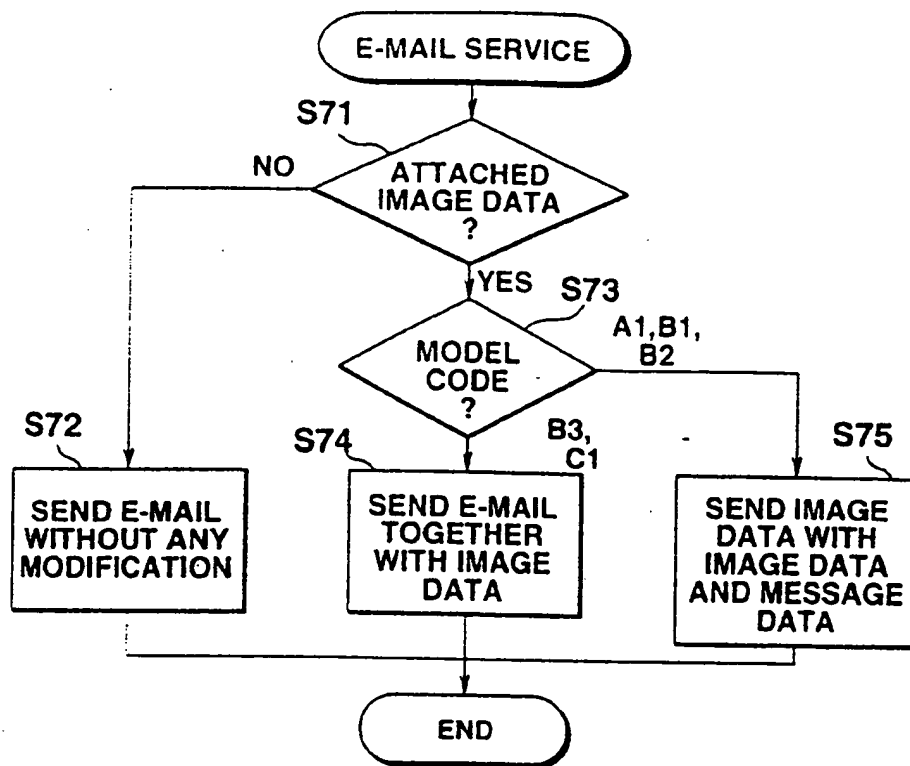 E-MAIL SERVICE
S71
NO
ATTACHED
IMAGE DATA
?
YES
S73
A1,B1,
B2
MODEL
CODE
?
S72
S74
B3,
C1
S75
SEND E-MAIL
WITHOUT ANY
MODIFICATION
SEND E-MAIL
TOGETHER
WITH IMAGE
DATA
SEND IMAGE
DATA WITH
IMAGE DATA
AND MESSAGE
DATA
END